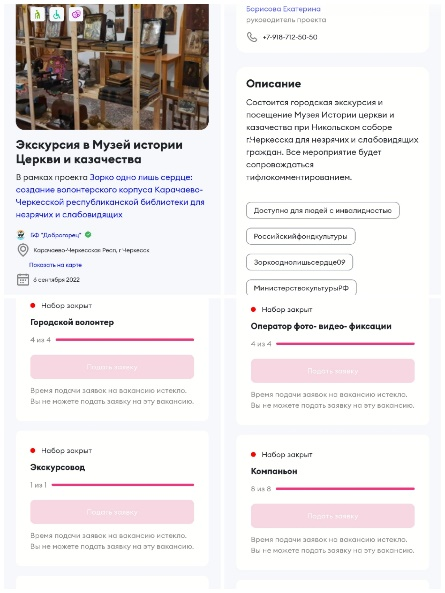 Экскурсия в Музей истории
Церкви и казачества
В рамках проекта Зорко одно лишь сердце:
создание волонтерского корпуса Карачаево-
Черкесской республиканской библиотеки для
незрячих и слабовидящих
БФ "Доброгорец"
Карачаево-Черкесская Респ, г Черкесск
Показать на карте
6 сентября 2022
Борисова Екатерина
руководитель проекта
+7-918-712-50-50
Описание
Состоится городская экскурсия и
посещение Музея Истории церкви и
казачества при Никольском соборе
г.Черкесска для незрячих и слабовидящих
граждан. Все мероприятие будет
сопровождаться
тифлокомментированием.
Доступно для людей с инвалидностью
Российскийфондкультуры
Зоркооднолишьсердце09
МинистерствокультурыРФ
Набор закрыт
Городской волонтер
4 из 4
Подать заявку
Время подачи заявок на вакансию истекло.
Вы не можете подать заявку на эту вакансию.
Набор закрыт
Экскурсовод
1 из 1
Подать заявку
Время подачи заявок на вакансию истекло.
Вы не можете подать заявку на эту вакансию.
Набор закрыт
Оператор фото- видео- фиксации
4 из 4
Подать заявку
Время подачи заявок на вакансию истекло.
Вы не можете подать заявку на эту вакансию.
Набор закрыт
Компаньон
8 из 8
Подать заявку
Время подачи заявок на вакансию истекло.
Вы не можете подать заявку на эту вакансию.